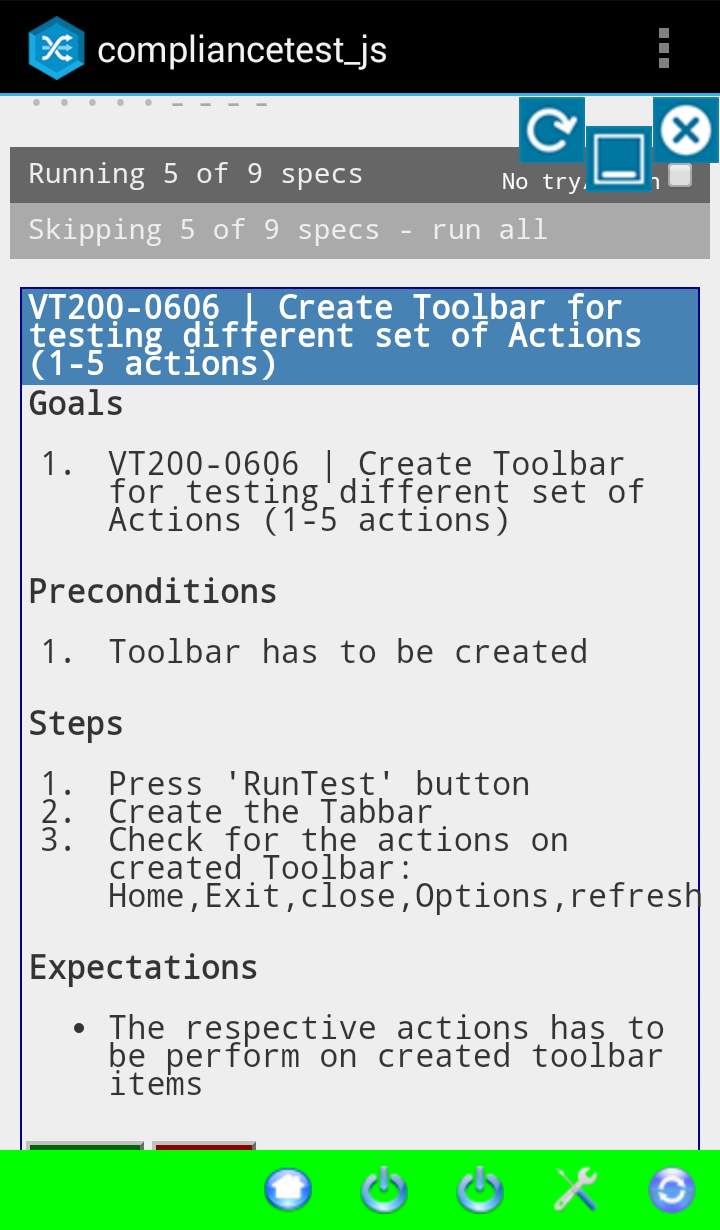 compliancetest_js
Running 5 of 9 specs
No try/
Skipping 5 of 9 specs - run all
VT200-0606 | Create Toolbar for
testing different set of Actions
(1-5 actions)
Goals
1. VT200-0606 | Create Toolbar
for testing different set of
Actions (1-5 actions)
Preconditions
1. Toolbar has to be created
Steps
1. Press 'RunTest' button
2. Create the Tabbar
3. Check for the actions on
created Toolbar:
Home,Exit,close,Options,refresh
Expectations
• The respective actions has to
be perform on created toolbar
items